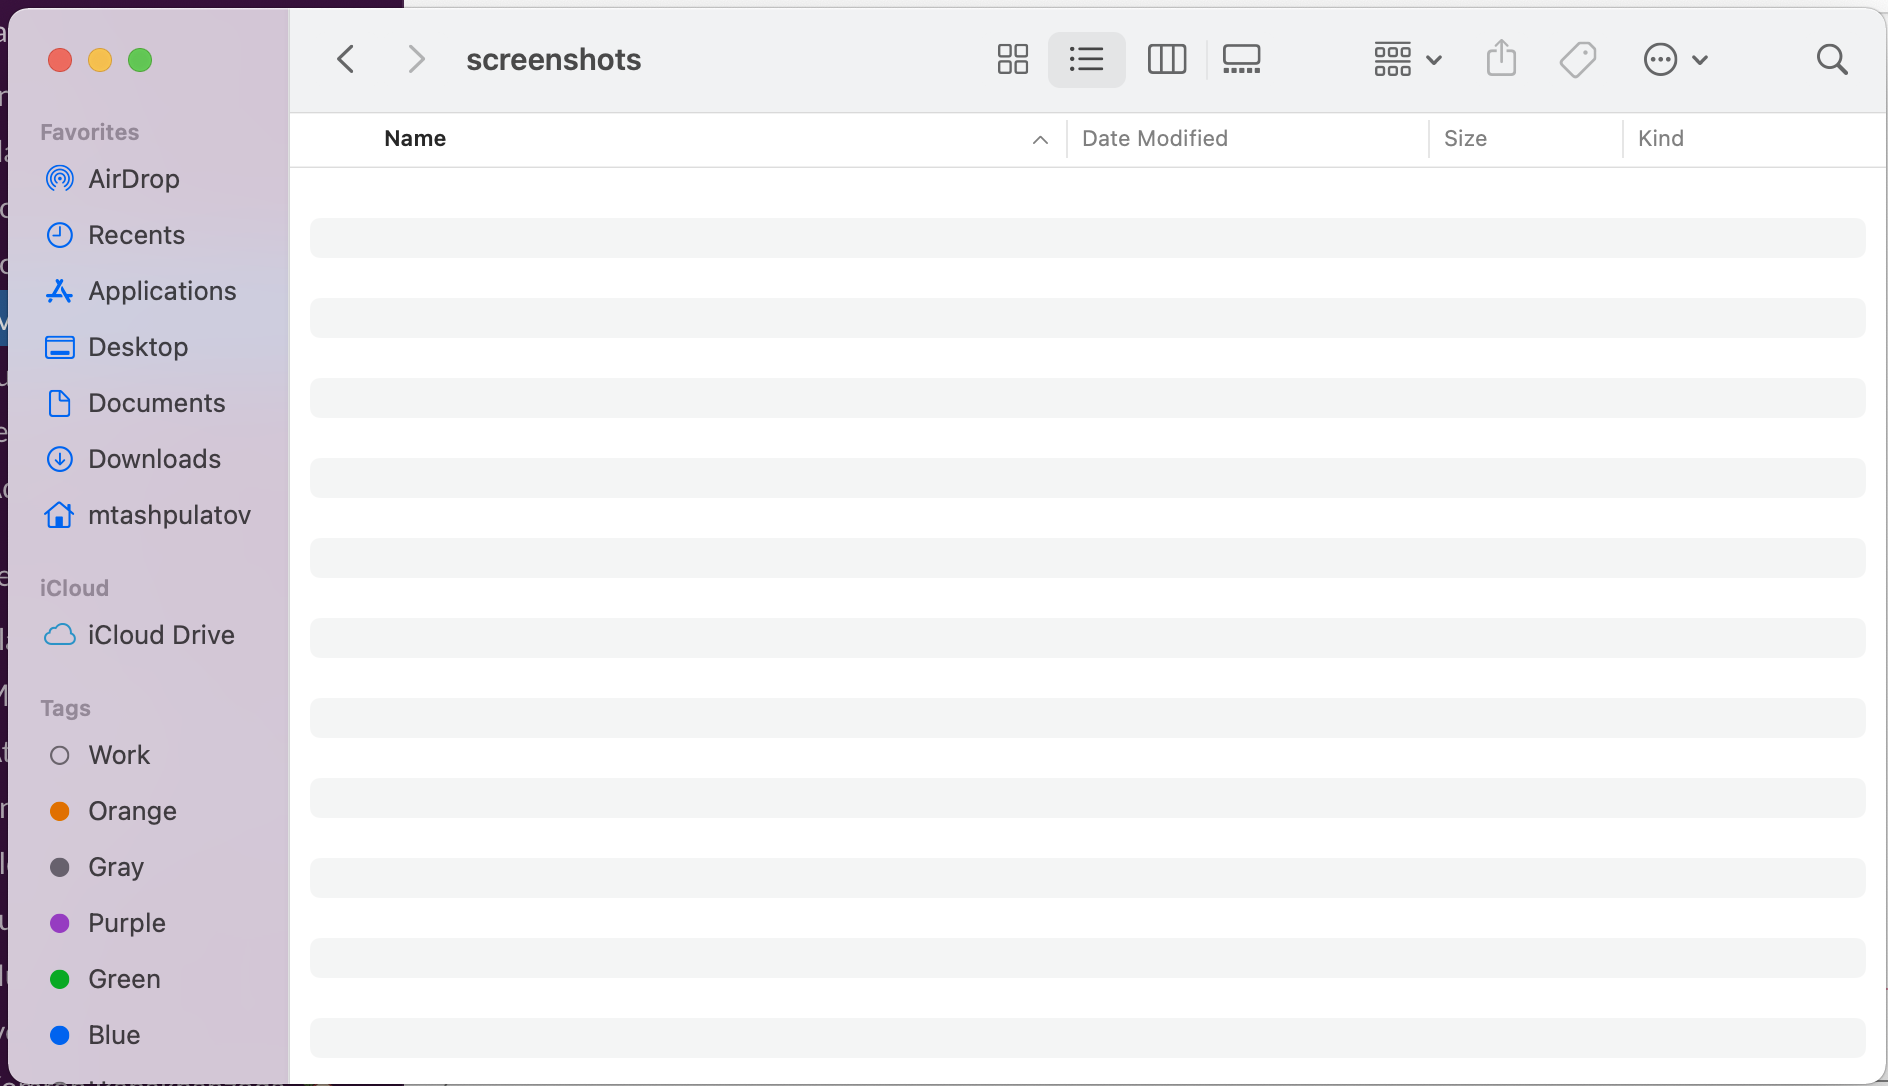 screenshots
Name
Date Modified
Size
Kind
Favorites
AirDrop
Recents
Applications
Desktop
Documents
Downloads
mtashpulatov
iCloud
iCloud Drive
Tags
Work
Orange
Gray
Purple
Green
Blue